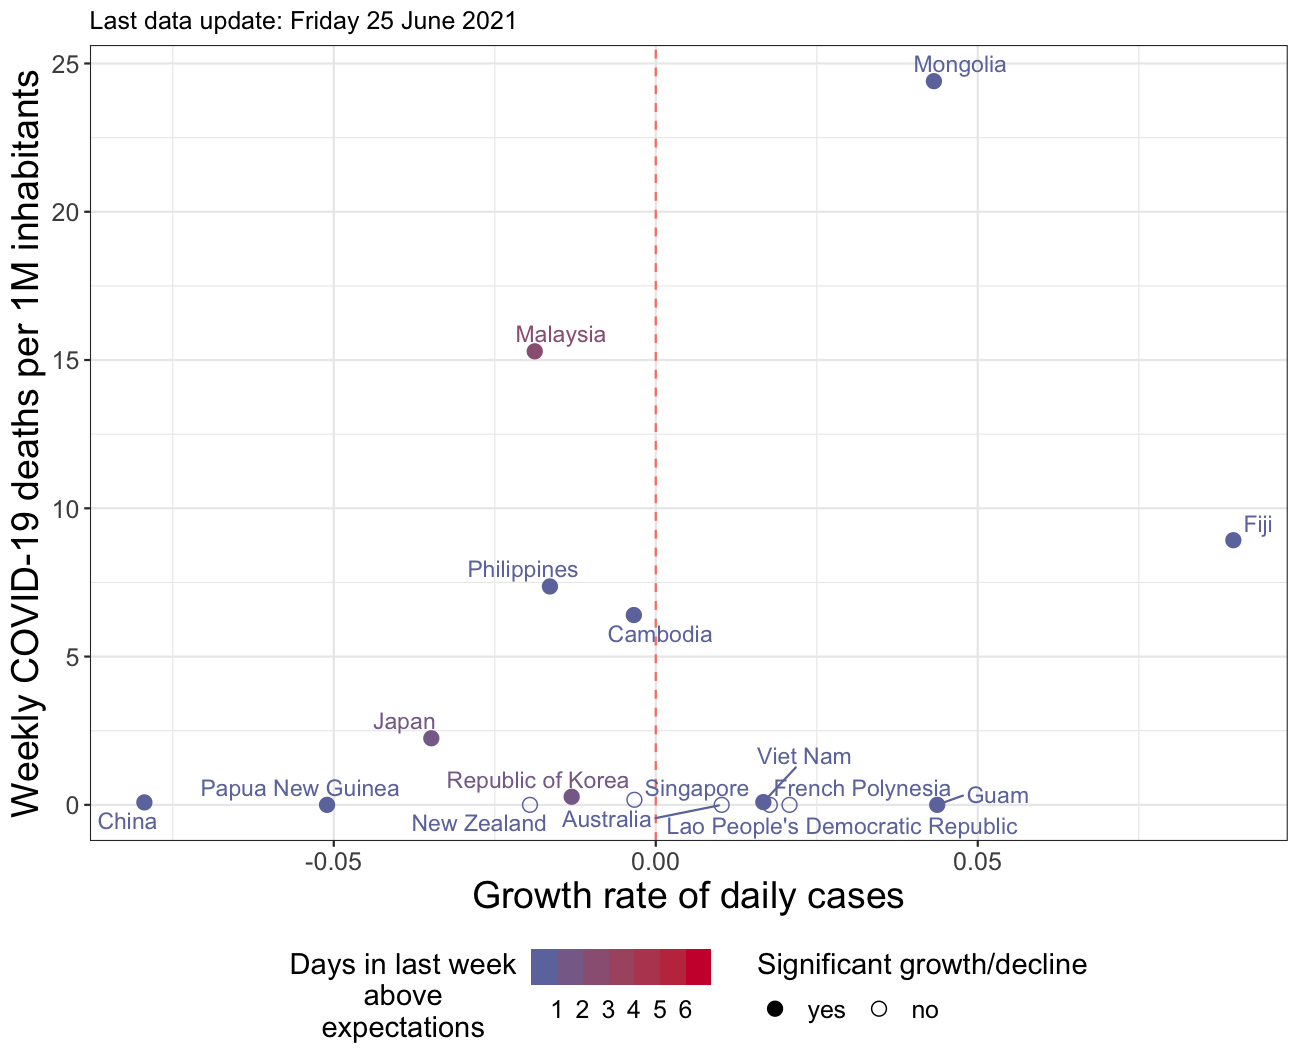 Last data update: Friday 25 June 2021
Weekly COVID-19 deaths per 1M inhabitants
25
20
15
10
5
0
Mongolia
Malaysia
Fiji
Philippines
Cambodia
Japan
Viet Nam
Republic of Korea
Papua New Guinea
Singapore
French Polynesia
Guam
China
New Zealand
Australia
Lao People's Democratic Republic
-0.05
0.00
0.05
Growth rate of daily cases
Days in last week
above
expectations
1 2 3 4 5 6
Significant growth/decline
yes
no